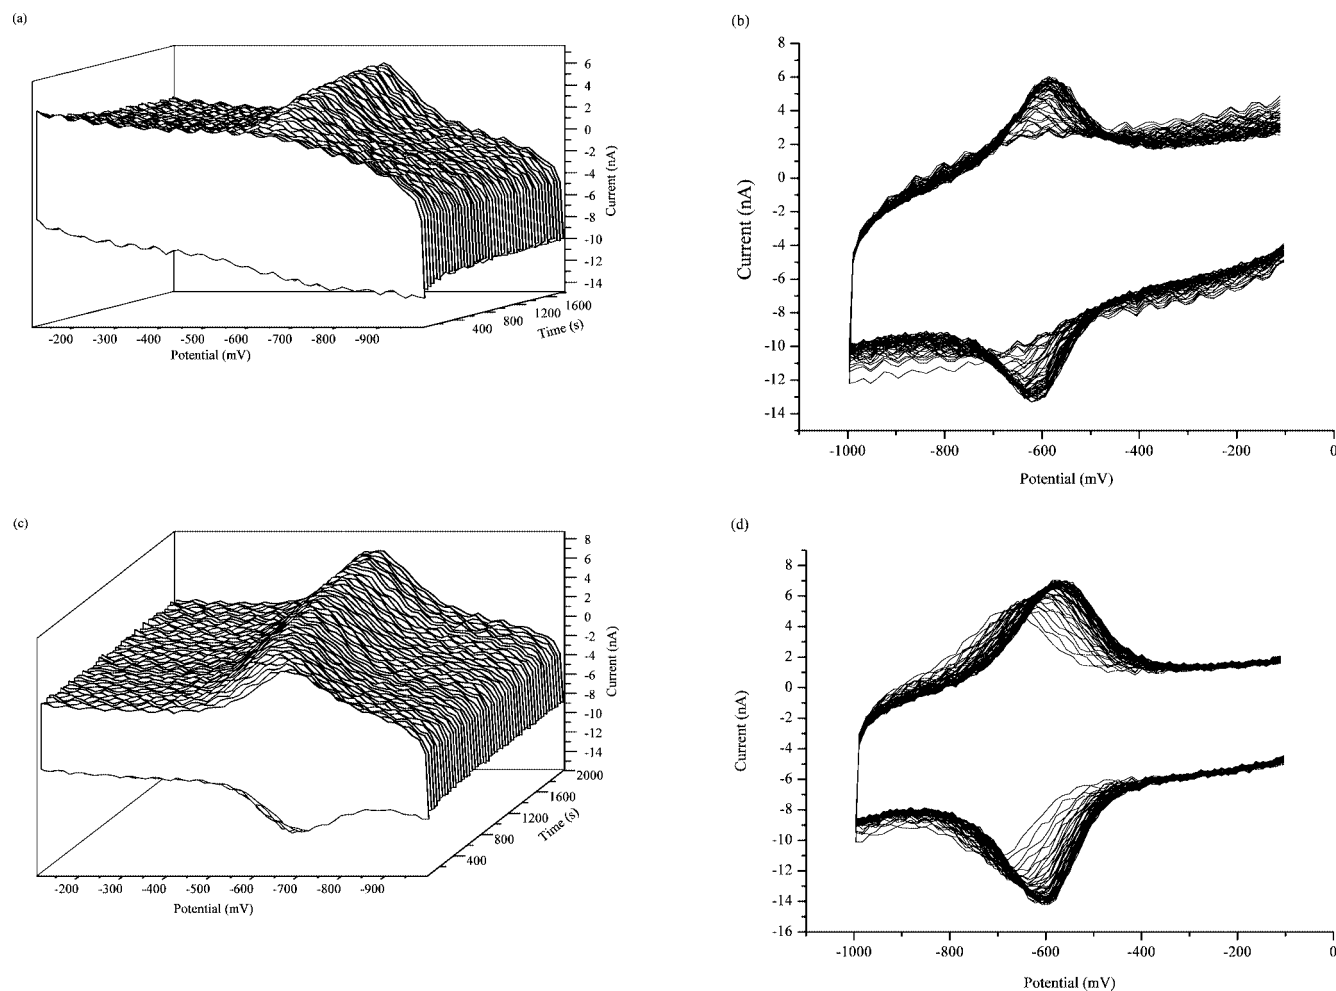 (a)
6
4
2
0
-2
-4
-6
-8
-10
-12
-14
Current (nA)
400 800 1200 1600
Time (s)
-200 -300 -400 -500 -600 -700 -800 -900
Potential (mV)
(b)
8
6
4
2
0
-2
-4
-6
-8
-10
-12
-14
Current (nA)
-1000 -800 -600 -400 -200 0
Potential (mV)
(c)
8
6
4
2
0
-2
-4
-6
-8
-10
-12
-14
Current (nA)
400 800 1200 1600 2000
Time (s)
-200 -300 -400 -500 -600 -700 -800 -900
Potential (mV)
(d)
8
6
4
2
0
-2
-4
-6
-8
-10
-12
-14
-16
Current (nA)
-1000 -800 -600 -400 -200 0
Potential (mV)